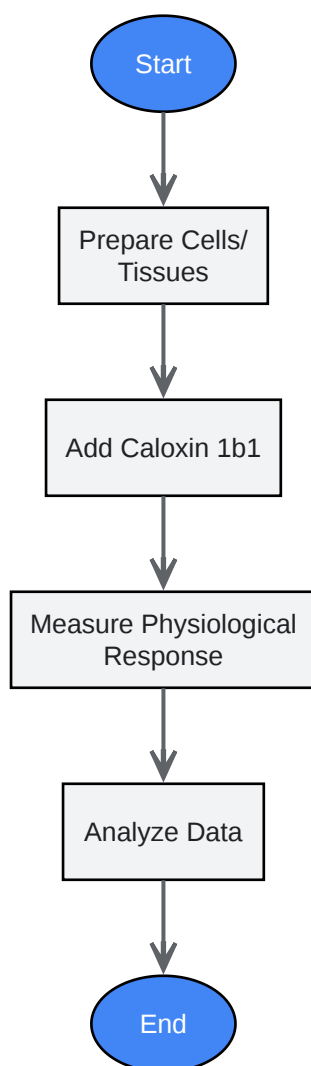 Start
Prepare Cells/
Tissues
Add Caloxin 1b1
Measure Physiological
Response
Analyze Data
End